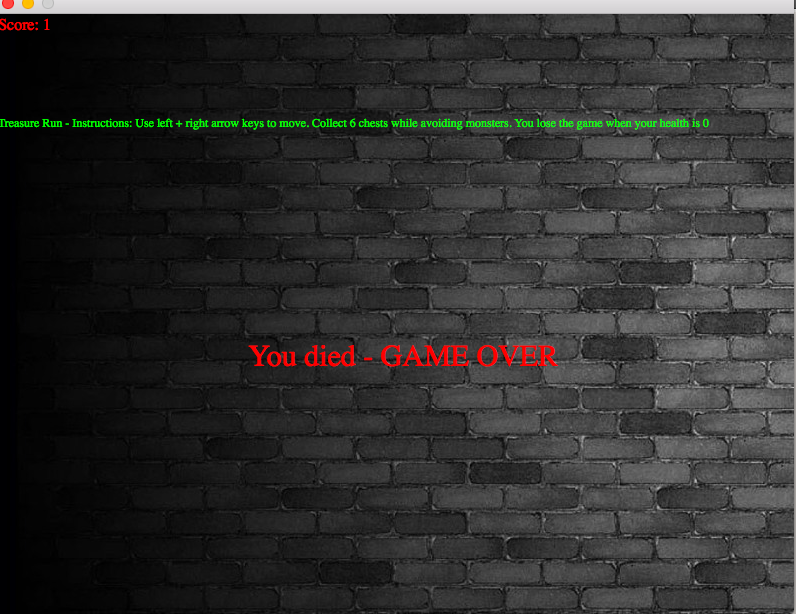 Score: 1
Treasure Run - Instructions: Use left + right arrow keys to move. Collect 6 chests while avoiding monsters. You lose the game when your health is 0
You died - GAME OVER